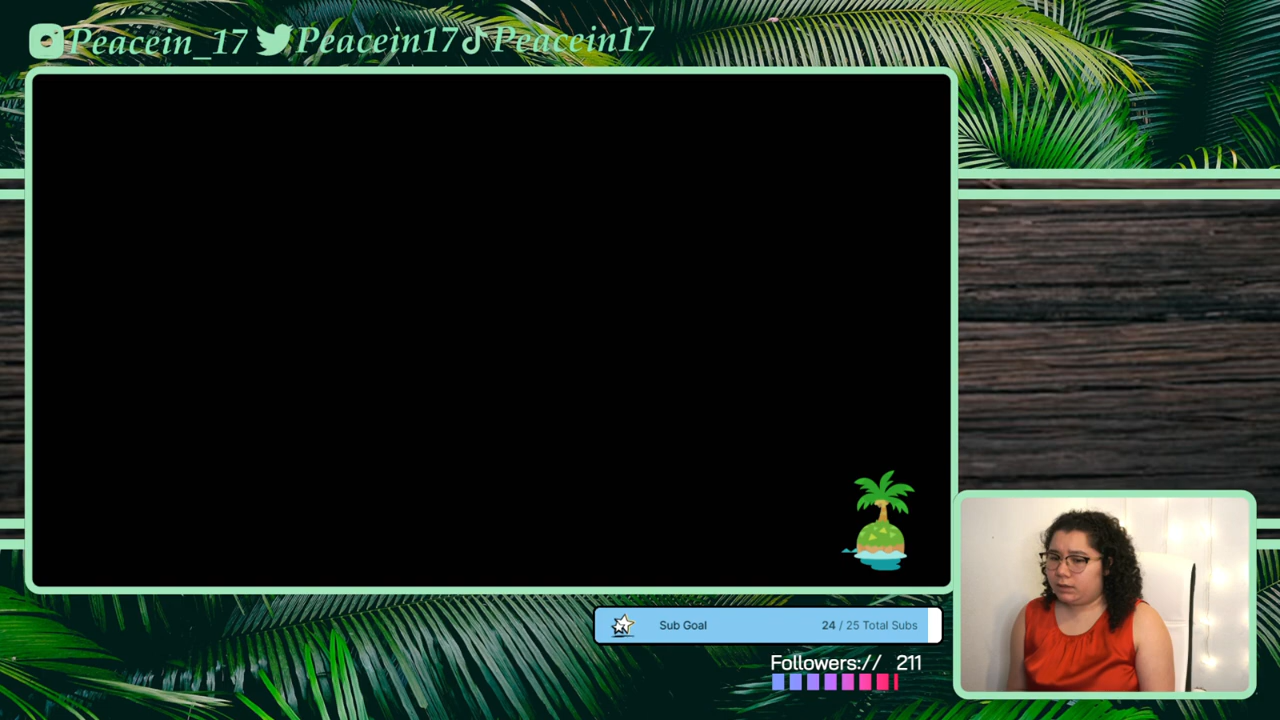 Peacein_17 Peacein17 Peacein17
Sub Goal 24 / 25 Total Subs
Followers:// 211